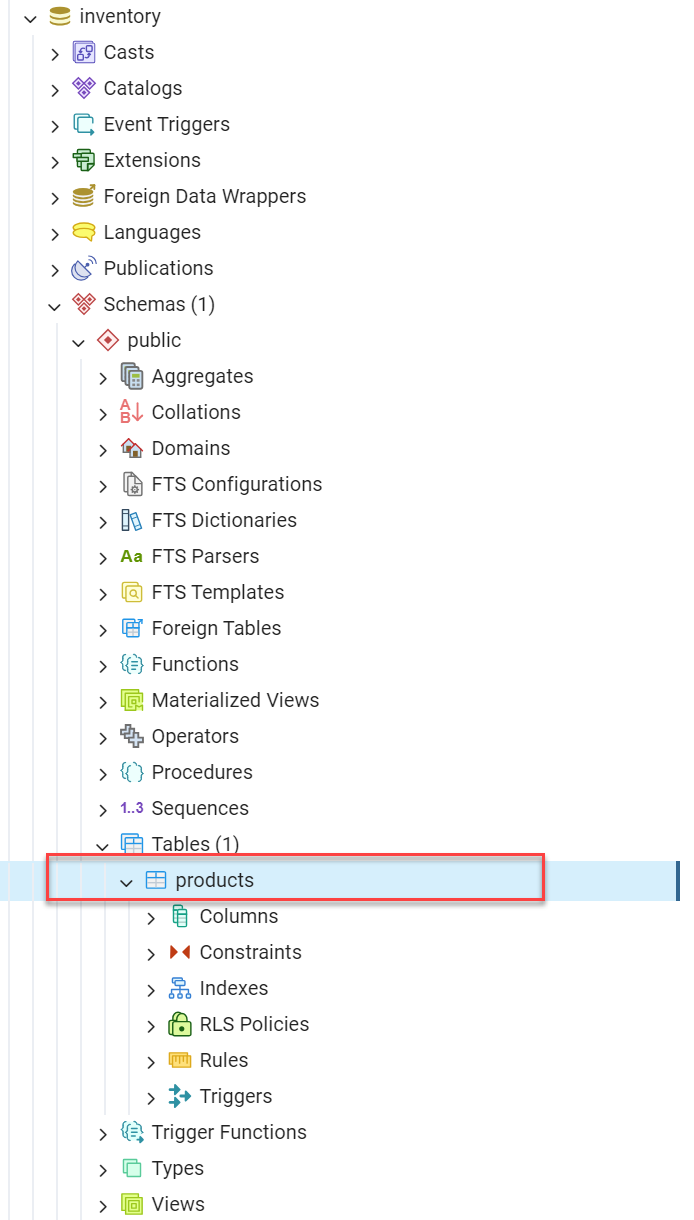 inventory
Casts
Catalogs
Event Triggers
Extensions
Foreign Data Wrappers
Languages
Publications
Schemas (1)
public
Aggregates
Collations
Domains
FTS Configurations
FTS Dictionaries
Aa FTS Parsers
FTS Templates
Foreign Tables
Functions
Materialized Views
Operators
Procedures
1..3 Sequences
Tables (1)
products
Columns
Constraints
Indexes
RLS Policies
Rules
Triggers
Trigger Functions
Types
Views